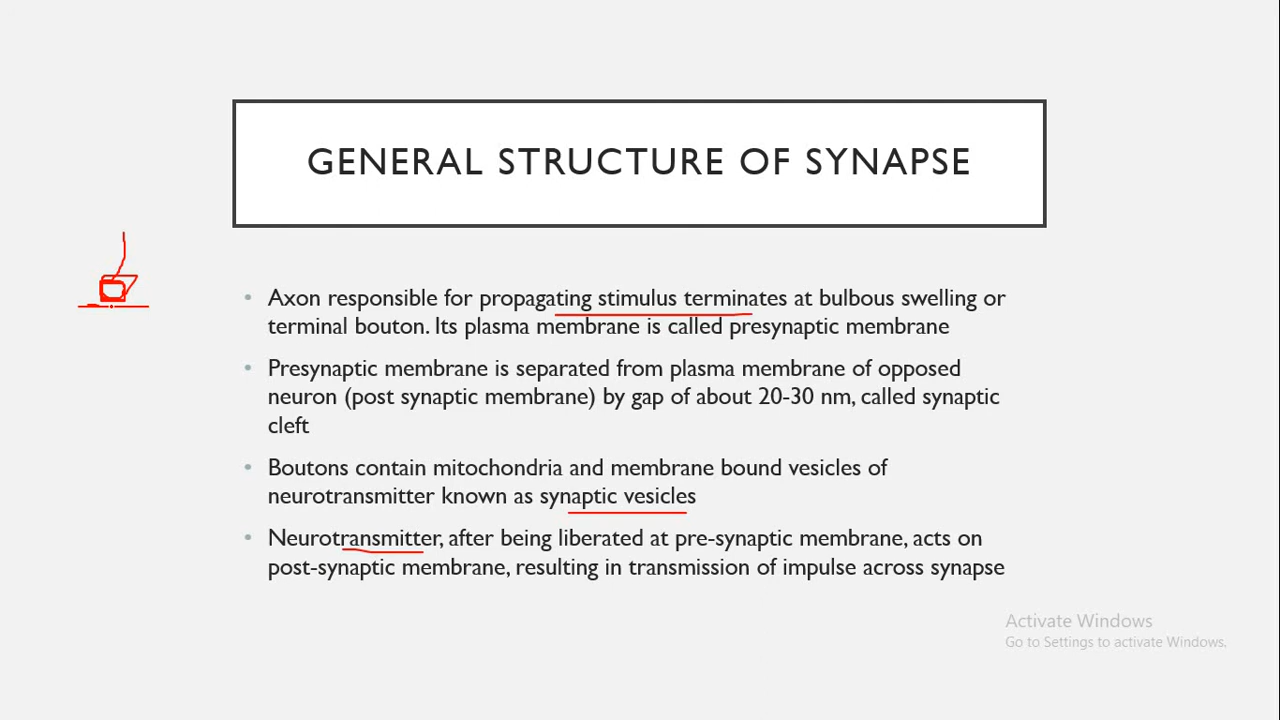 GENERAL STRUCTURE OF SYNAPSE
• Axon responsible for propagating stimulus terminates at bulbous swelling or
terminal bouton. Its plasma membrane is called presynaptic membrane
• Presynaptic membrane is separated from plasma membrane of opposed
neuron (post synaptic membrane) by gap of about 20-30 nm, called synaptic
cleft
• Boutons contain mitochondria and membrane bound vesicles of
neurotransmitter known as synaptic vesicles
• Neurotransmitter, after being liberated at pre-synaptic membrane, acts on
post-synaptic membrane, resulting in transmission of impulse across synapse
Activate Windows
Go to Settings to activate Windows.